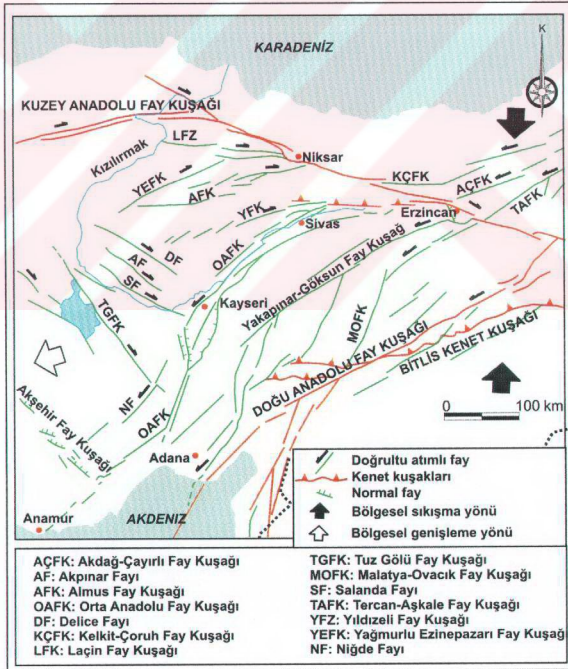 KARADENİZ
K
KUZEY ANADOLU FAY KUŞAĞI
LFZ
Niksar
Kızılırmak
YEFK
AFK
KÇFK
AÇFK
TAFK
YFK
Sivas
Erzincan
DF
AF
SF
OAFK
Kayseri
Yakapınar-Göksun Fay Kuşağ
TGFK
MOFK
DOĞU ANADOLU FAY KUŞAĞI
BİTLİS KENET KUŞAĞI
NF
OAFK
Akşehir Fay Kuşağı
0 100 km
Adana
Anamur
AKDENIZ
Doğrultu atımlı fay
Kenet kuşakları
Normal fay
Bölgesel sıkışma yönü
Bölgesel genişleme yönü
AÇFK: Akdağ-Çayırlı Fay Kuşağı
AF: Akpınar Fayı
AFK: Almus Fay Kuşağı
OAFK: Orta Anadolu Fay Kuşağı
DF: Delice Fayı
KÇFK: Kelkit-Çoruh Fay Kuşağı
LFK: Laçin Fay Kuşağı
TGFK: Tuz Gölü Fay Kuşağı
MOFK: Malatya-Ovacık Fay Kuşağı
SF: Salanda Fayı
TAFK: Tercan-Aşkale Fay Kuşağı
YFZ: Yıldızeli Fay Kuşağı
YEFK: Yağmurlu Ezinepazarı Fay Kuşağı
NF: Niğde Fayı